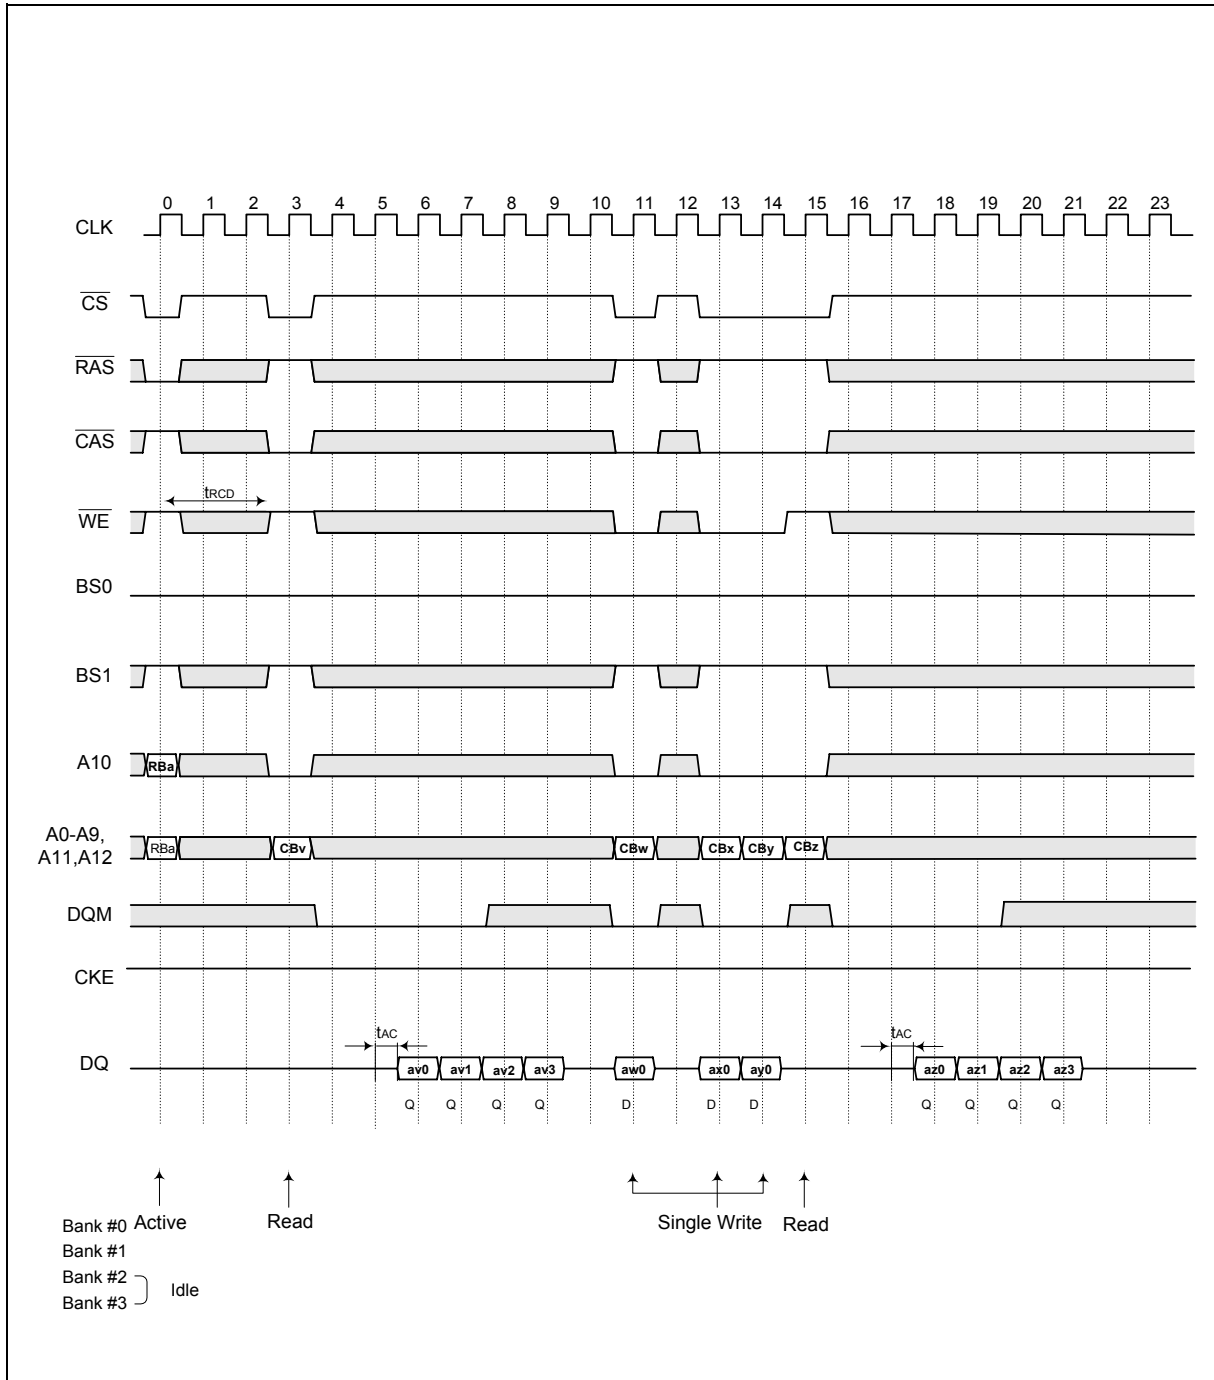 0 1 2 3 4 5 6 7 8 9 10 11 12 13 14 15 16 17 18 19 20 21 22 23
CLK
CS
RAS
CAS
tRCD
WE
BS0
BS1
A10 RBa
A0-A9,
A11,A12 RBa CBv CBw CBx CBy CBz
DQM
CKE
tAC tAC
DQ av0 av1 av2 av3 aw0 ax0 ay0 az0 az1 az2 az3
Q Q Q Q D D D Q Q Q Q
Bank #0 Active Read Single Write Read
Bank #1
Bank #2
Idle
Bank #3